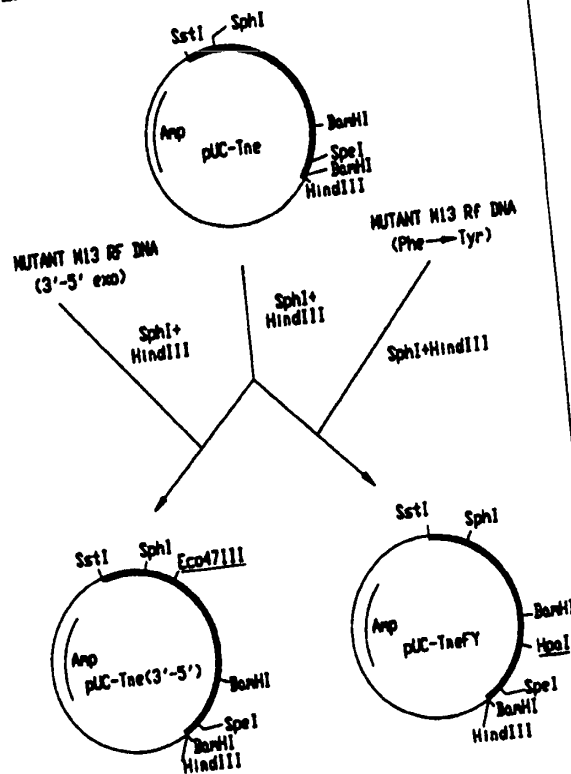 SstI
SphI
Amp
pUC-Tne
BamHI
SpeI
BamHI
HindIII
MUTANT M13 RF DNA
(3'-5' exo)
SphI+
HindIII
SphI+
HindIII
MUTANT M13 Rf DNA
(Phe→Tyr)
SphI+HindIII
SstI
SphI
Eco47III
Amp
pUC-Tne(3'-5')
BamHI
SpeI
BamHI
HindIII
SstI
SphI
Amp
pUC-TneFY
BamHI
HpaI
SpeI
BamHI
HindIII